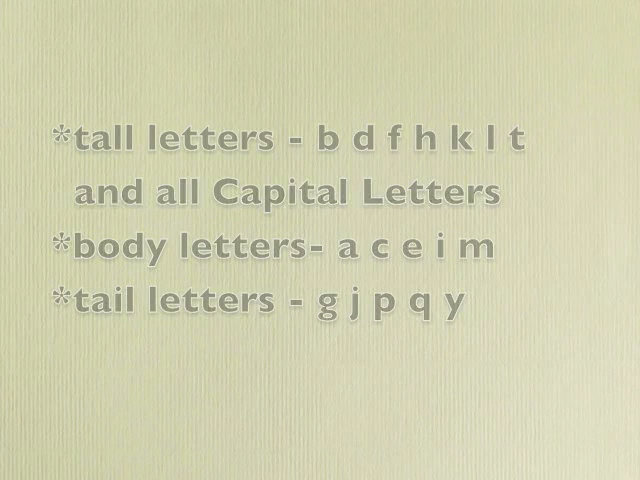 *tall letters - b d f h k l t
and all Capital Letters
*body letters- a c e i m
*tail letters - g j p q y